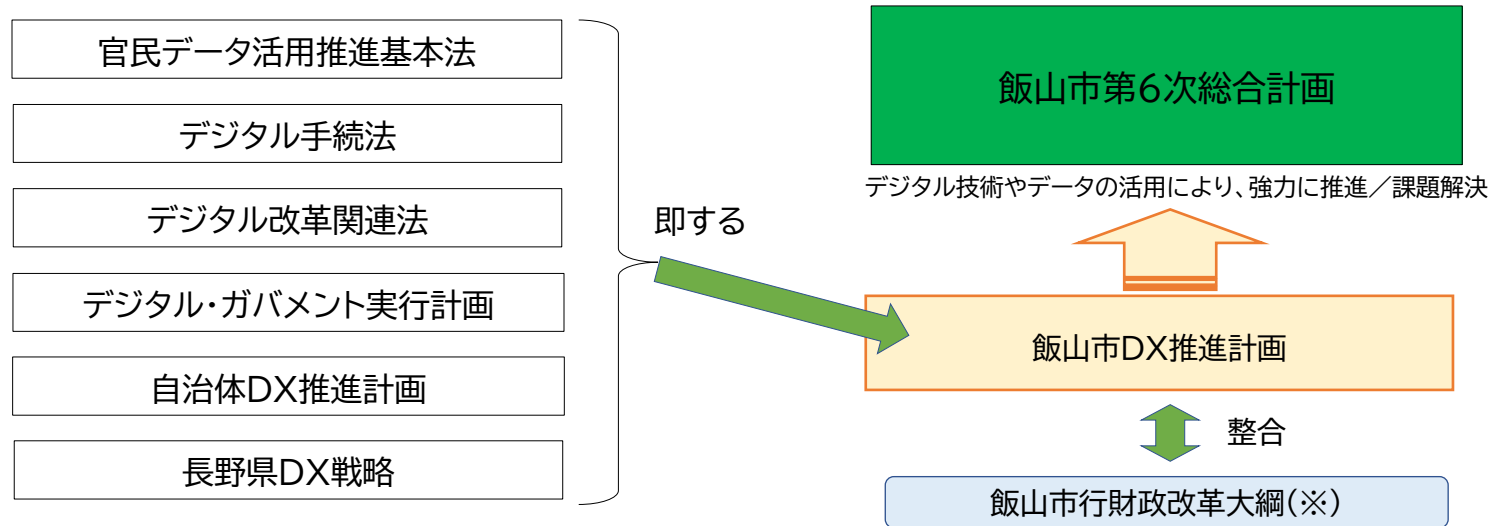 官民データ活用推進基本法
デジタル手続法
デジタル改革関連法
デジタル・ガバメント実行計画
自治体DX推進計画
長野県DX戦略
即する
飯山市第6次総合計画
デジタル技術やデータの活用により、強力に推進／課題解決
飯山市DX推進計画
整合
飯山市行財政改革大綱(※)